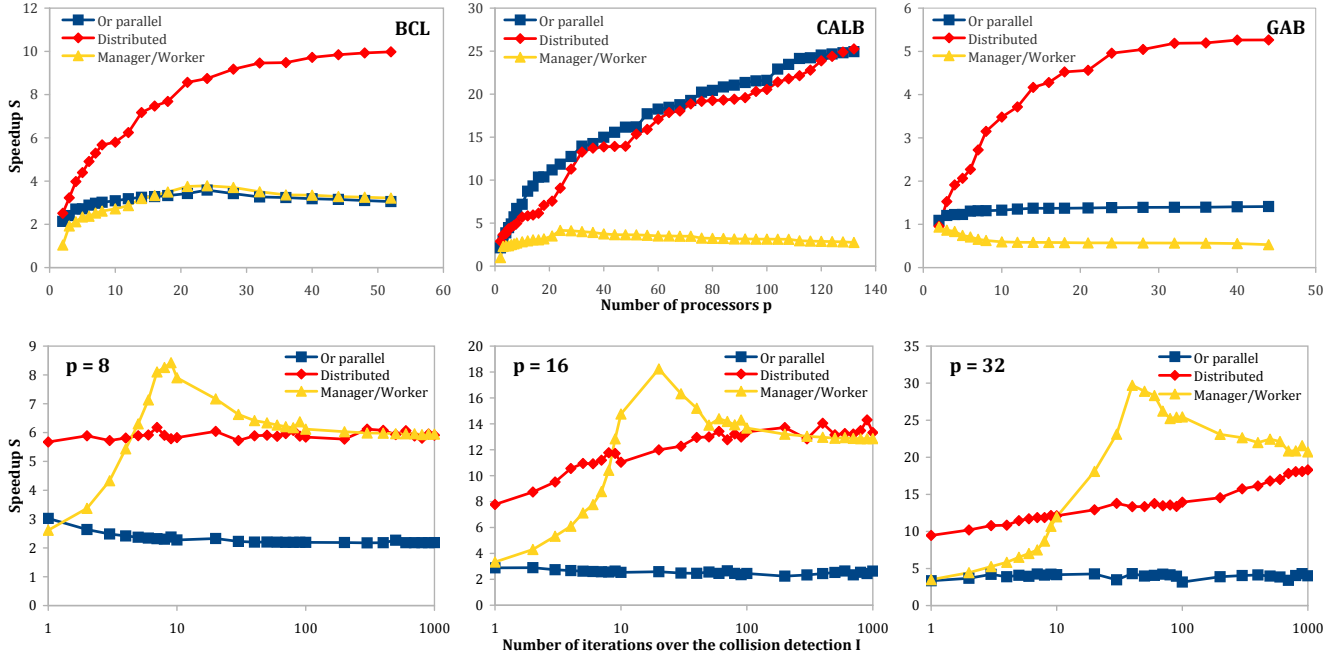 BCL
Or parallel
Distributed
Manager/Worker
Speedup S
12
10
8
6
4
2
0
0 10 20 30 40 50 60
CALB
Or parallel
Distributed
Manager/Worker
30
25
20
15
10
5
0
0 20 40 60 80 100 120 140
Number of processors p
GAB
Or parallel
Distributed
Manager/Worker
6
5
4
3
2
1
0
0 10 20 30 40 50
p = 8
Or parallel
Distributed
Manager/Worker
Speedup S
9
8
7
6
5
4
3
2
1
0
1 10 100 1000
p = 16
Or parallel
Distributed
Manager/Worker
20
18
16
14
12
10
8
6
4
2
0
1 10 100 1000
Number of iterations over the collision detection I
p = 32
Or parallel
Distributed
Manager/Worker
35
30
25
20
15
10
5
0
1 10 100 1000